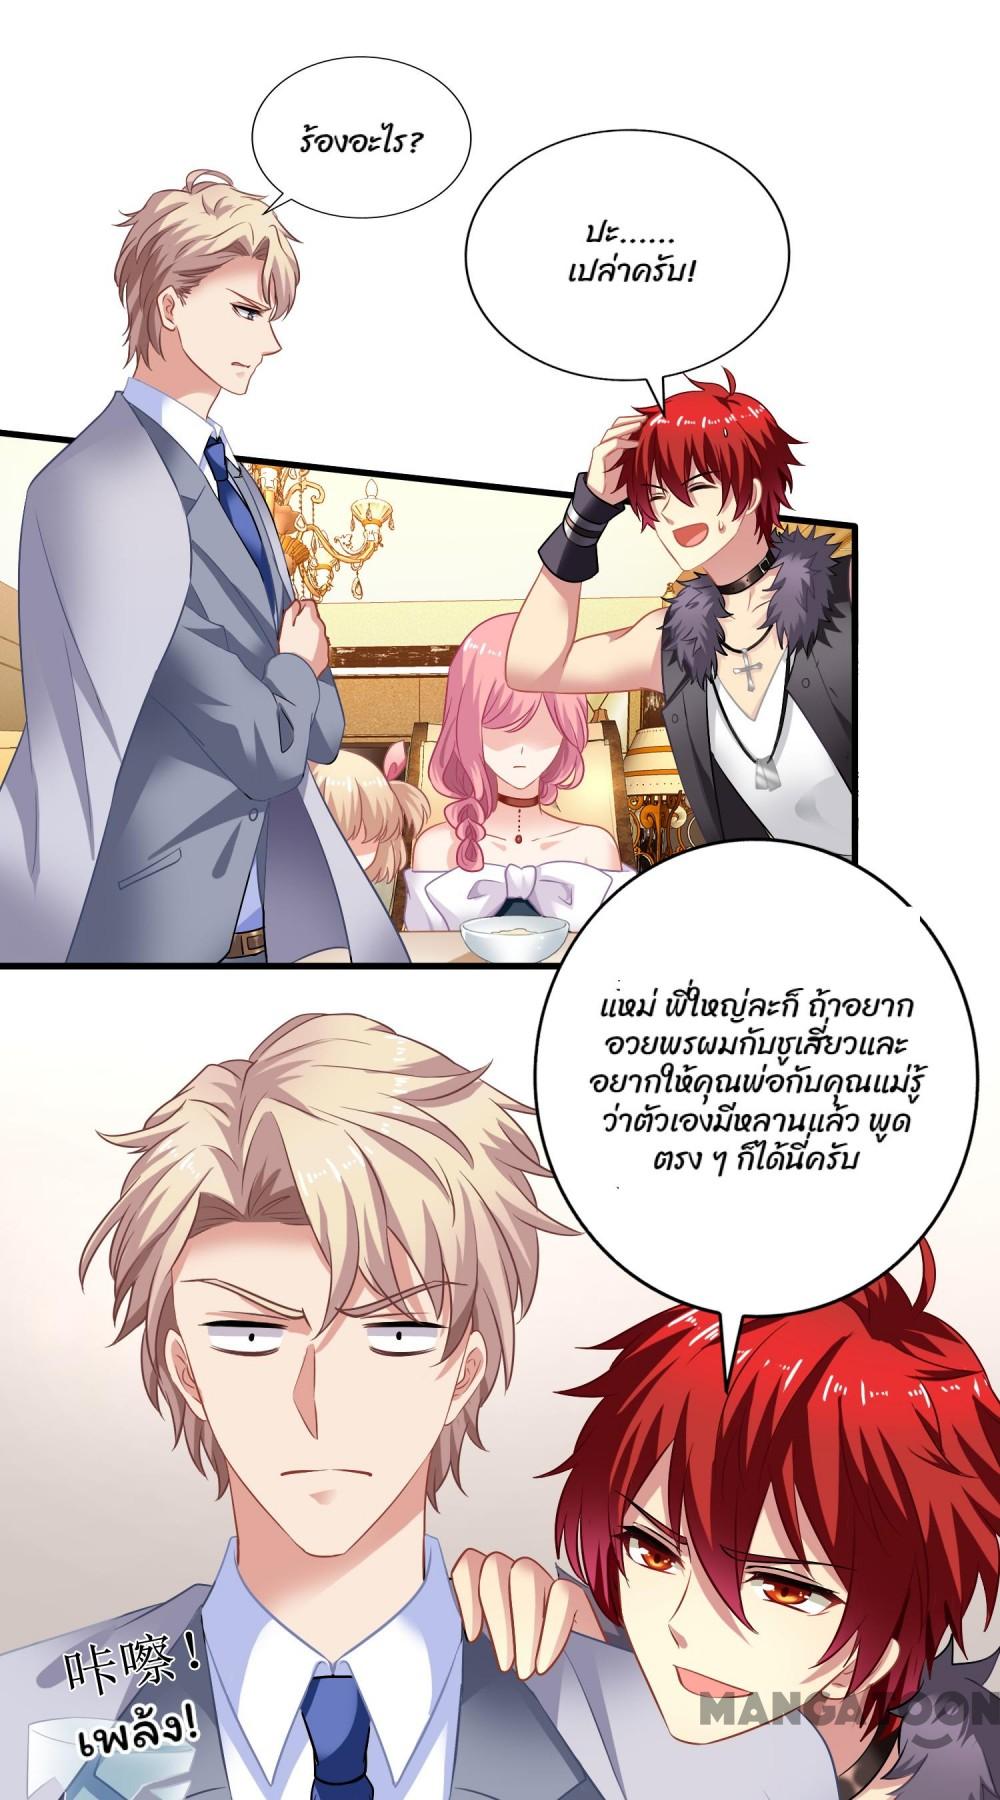 ร้องอะไร?
ปะ......
เปล่าครับ!
แหม่ พี่ใหญ่ละก็ ถ้าอยาก
อวยพรผมกับชูเสี่ยวและ
อยากให้คุณพ่อกับคุณแม่รู้
ว่าตัวเองมีหลานแล้ว พูด
ตรง ๆ ก็ได้นี่ครับ
咔嚓！
เพล้ง!
MANGATOON